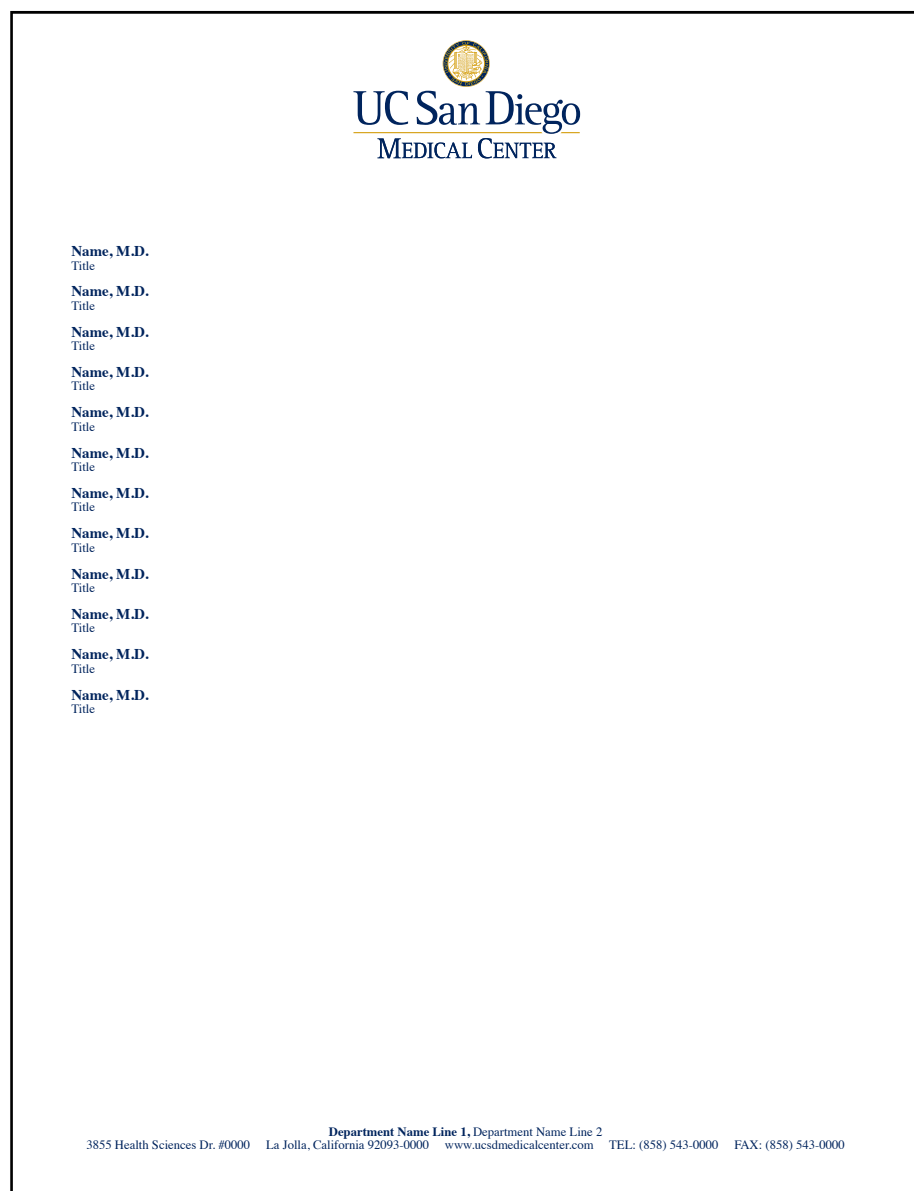 UC San Diego
MEDICAL CENTER
Name, M.D.
Title
Name, M.D.
Title
Name, M.D.
Title
Name, M.D.
Title
Name, M.D.
Title
Name, M.D.
Title
Name, M.D.
Title
Name, M.D.
Title
Name, M.D.
Title
Name, M.D.
Title
Name, M.D.
Title
Name, M.D.
Title
Department Name Line 1, Department Name Line 2
3855 Health Sciences Dr. #0000 La Jolla, California 92093-0000 www.ucsdmedicalcenter.com TEL: (858) 543-0000 FAX: (858) 543-0000